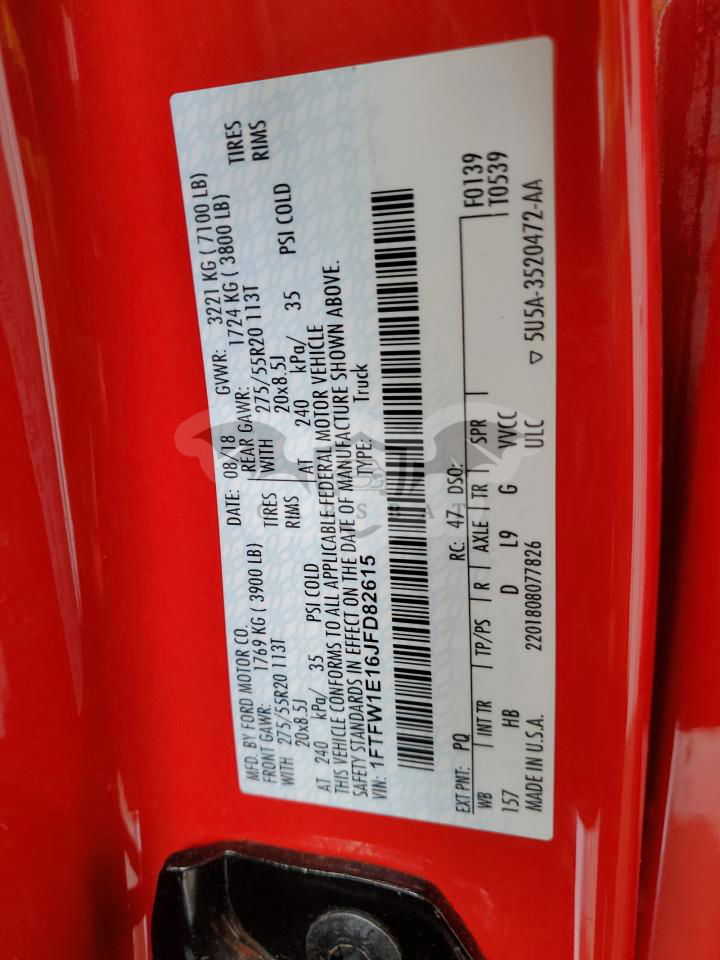 MFD. BY FORD MOTOR CO.
DATE: 08/18 GVWR: 3221 KG ( 7100 LB)
FRONT GAWR: 1769 KG ( 3900 LB) REAR GAWR: 1724 KG ( 3800 LB)
WITH 275/55R20 113T TIRES WITH 275/55R20 113T TIRES
20x8.5J RIMS 20x8.5J RIMS
AT 240 kPa/ 35 PSI COLD AT 240 kPa/ 35 PSI COLD
THIS VEHICLE CONFORMS TO ALL APPLICABLE FEDERAL MOTOR VEHICLE
SAFETY STANDARDS IN EFFECT ON THE DATE OF MANUFACTURE SHOWN ABOVE.
VIN: 1FTFW1E16JFD82615 TYPE: Truck
F0139
T0539
EXT PNT: PQ RC: 47 DSO:
WB INT TR TP/PS R AXLE TR SPR
157 HB D L9 G VVCC
MADE IN U.S.A. 2201808077826 ULC ▽ 5U5A-3520472-AA